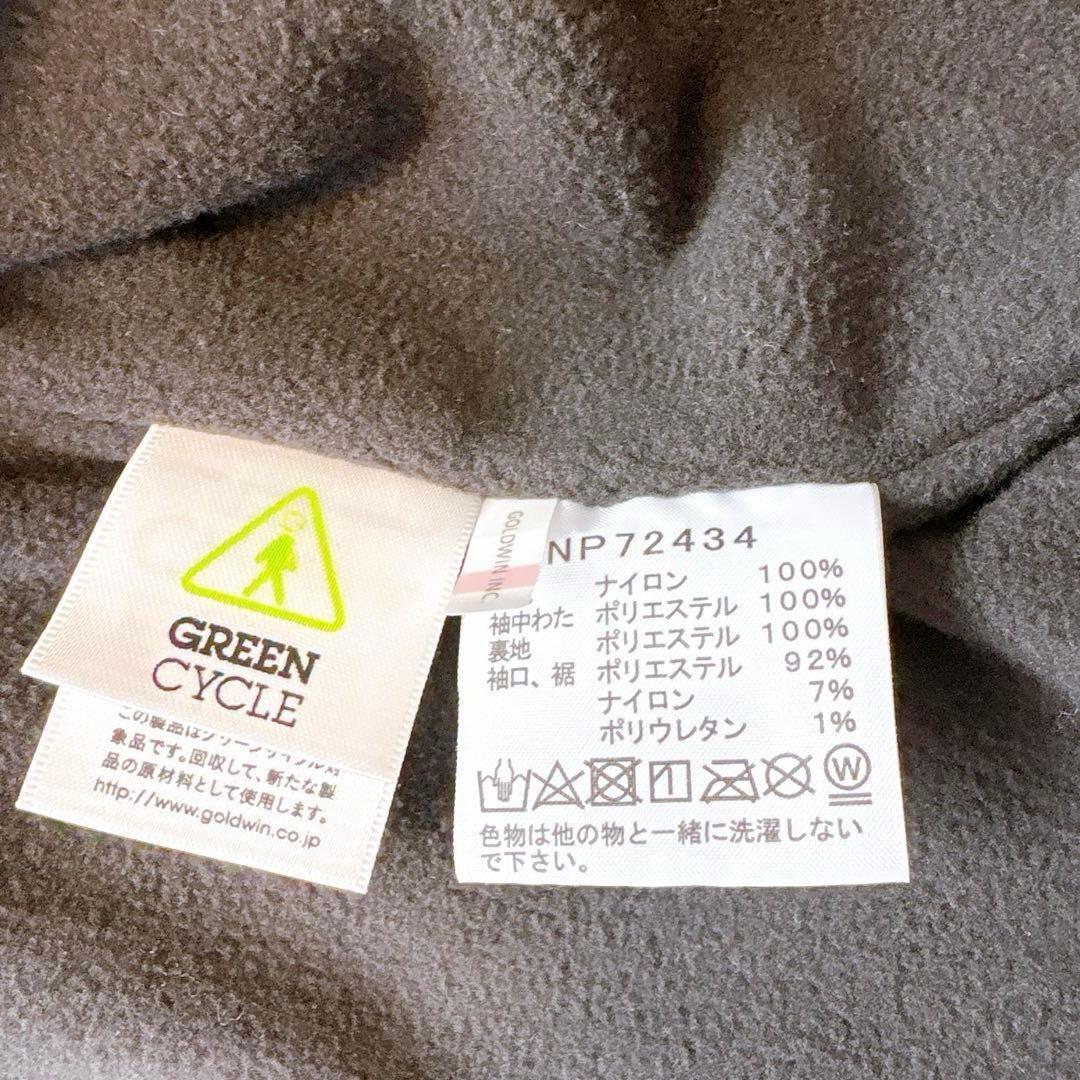 GREEN
CYCLE
この製品はグリーンサイクル対
象品です。回収して、新たな製
品の原材料として使用します。
http://www.goldwin.co.jp
GOLDWIN INC.
NP72434
ナイロン 100%
袖中わた ポリエステル 100%
裏地 ポリエステル 100%
袖口、裾 ポリエステル 92%
ナイロン 7%
ポリウレタン 1%
W
色物は他の物と一緒に洗濯しない
で下さい。